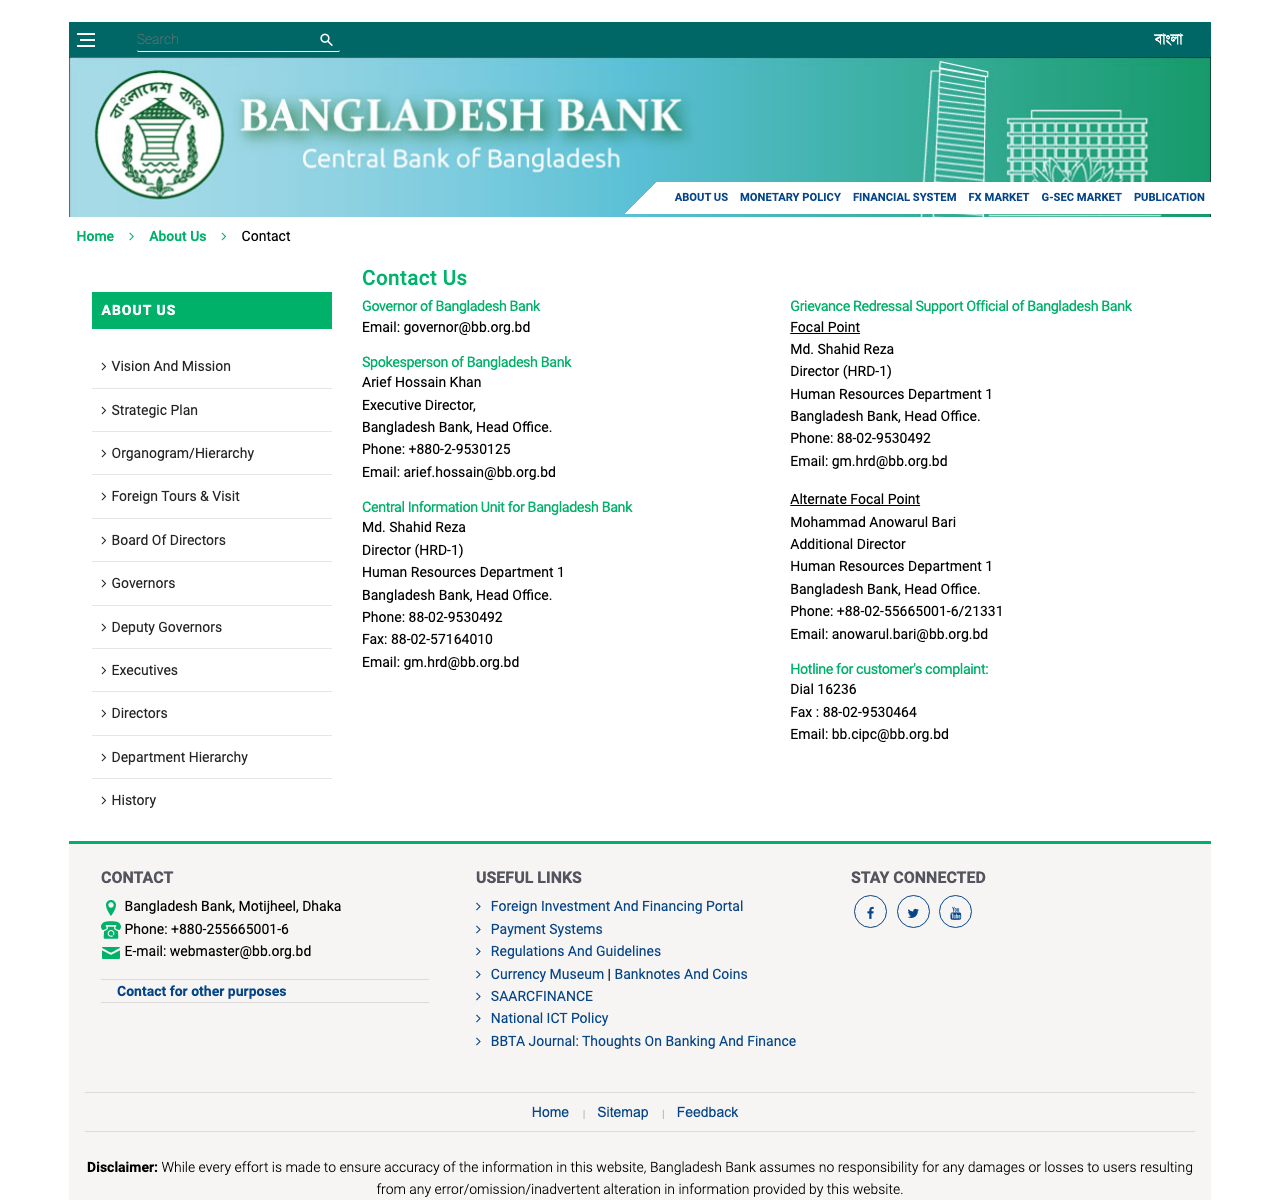 Search
বাংলা
বাংলাদেশ ব্যাংক
BANGLADESH BANK
Central Bank of Bangladesh
ABOUT US MONETARY POLICY FINANCIAL SYSTEM FX MARKET G-SEC MARKET PUBLICATION
Home > About Us > Contact
ABOUT US
> Vision And Mission
> Strategic Plan
> Organogram/Hierarchy
> Foreign Tours & Visit
> Board Of Directors
> Governors
> Deputy Governors
> Executives
> Directors
> Department Hierarchy
> History
Contact Us
Governor of Bangladesh Bank
Email: governor@bb.org.bd
Spokesperson of Bangladesh Bank
Arief Hossain Khan
Executive Director,
Bangladesh Bank, Head Office.
Phone: +880-2-9530125
Email: arief.hossain@bb.org.bd
Central Information Unit for Bangladesh Bank
Md. Shahid Reza
Director (HRD-1)
Human Resources Department 1
Bangladesh Bank, Head Office.
Phone: 88-02-9530492
Fax: 88-02-57164010
Email: gm.hrd@bb.org.bd
Grievance Redressal Support Official of Bangladesh Bank
Focal Point
Md. Shahid Reza
Director (HRD-1)
Human Resources Department 1
Bangladesh Bank, Head Office.
Phone: 88-02-9530492
Email: gm.hrd@bb.org.bd
Alternate Focal Point
Mohammad Anowarul Bari
Additional Director
Human Resources Department 1
Bangladesh Bank, Head Office.
Phone: +88-02-55665001-6/21331
Email: anowarul.bari@bb.org.bd
Hotline for customer's complaint:
Dial 16236
Fax : 88-02-9530464
Email: bb.cipc@bb.org.bd
CONTACT
Bangladesh Bank, Motijheel, Dhaka
Phone: +880-255665001-6
E-mail: webmaster@bb.org.bd
Contact for other purposes
USEFUL LINKS
> Foreign Investment And Financing Portal
> Payment Systems
> Regulations And Guidelines
> Currency Museum | Banknotes And Coins
> SAARCFINANCE
> National ICT Policy
> BBTA Journal: Thoughts On Banking And Finance
STAY CONNECTED
Home | Sitemap | Feedback
Disclaimer: While every effort is made to ensure accuracy of the information in this website, Bangladesh Bank assumes no responsibility for any damages or losses to users resulting
from any error/omission/inadvertent alteration in information provided by this website.